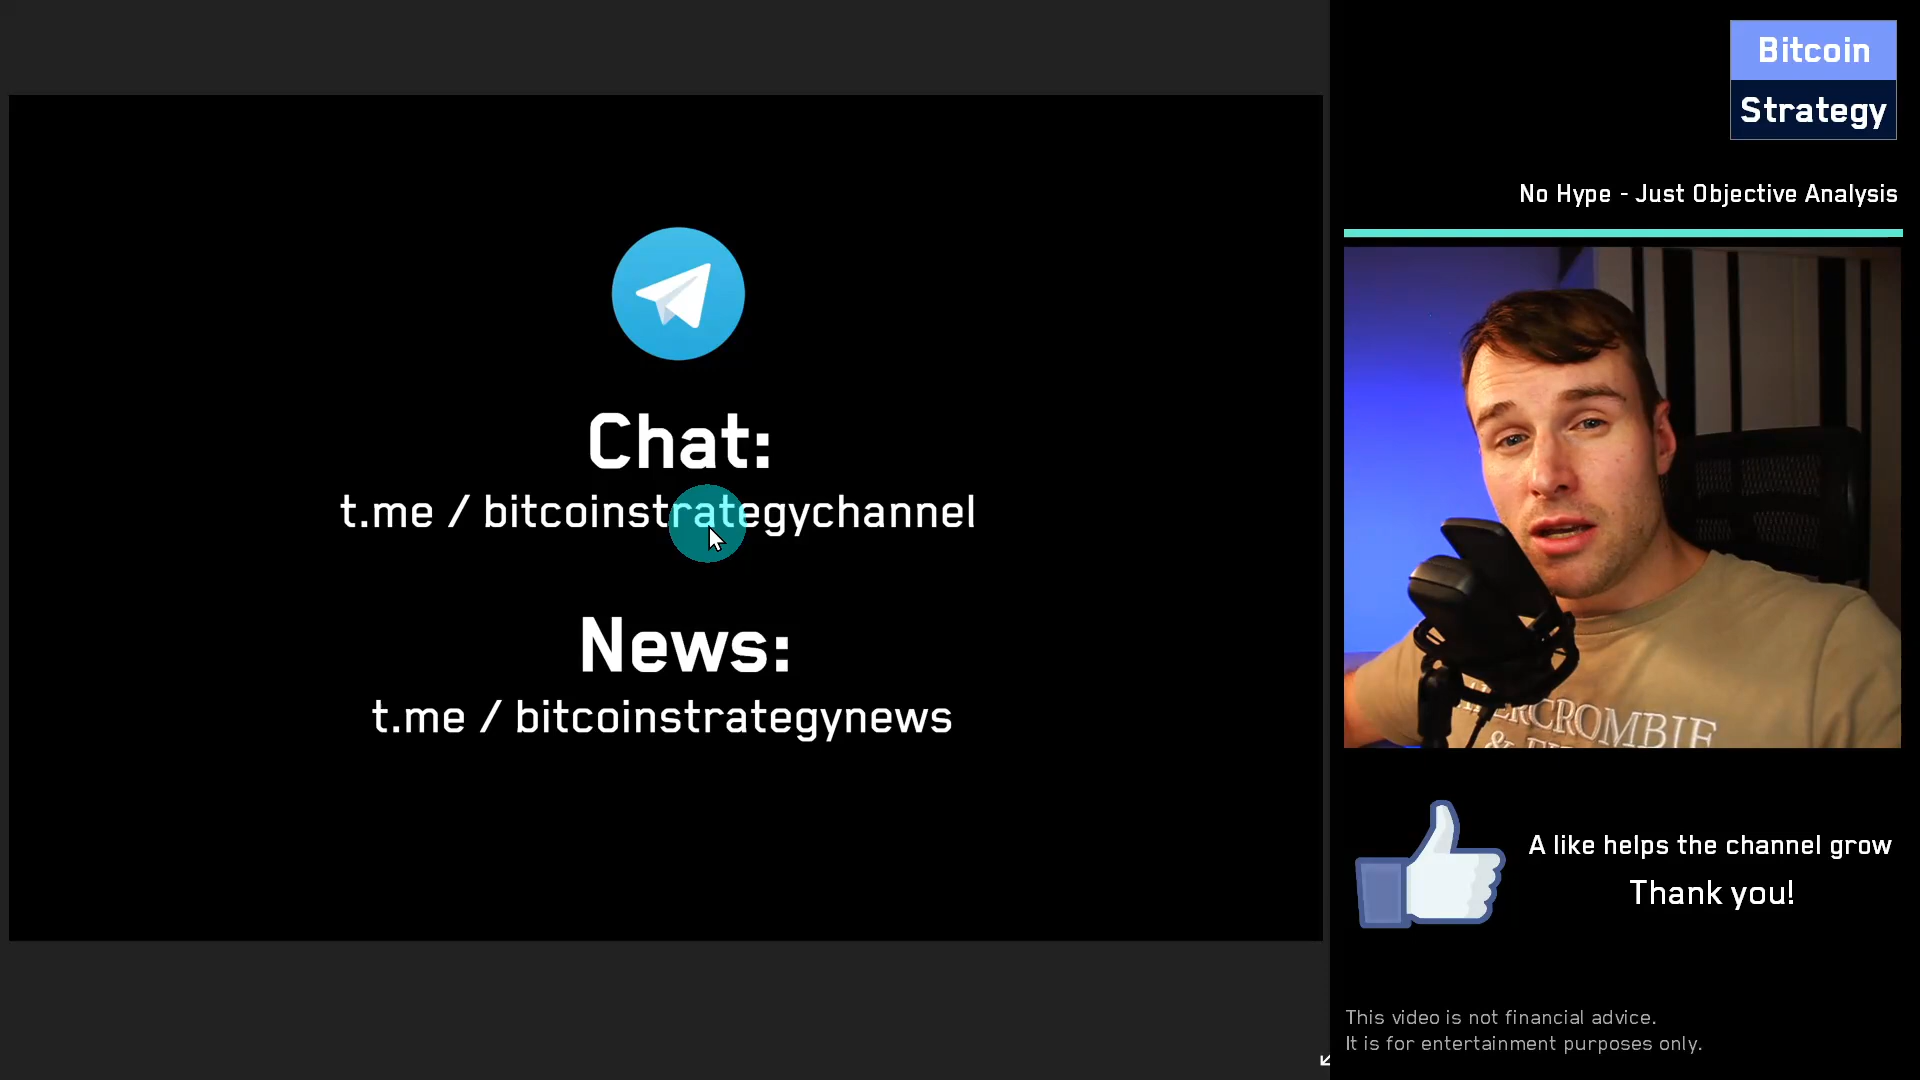 Chat:
t.me / bitcoinstrategychannel
News:
t.me / bitcoinstrategynews
Bitcoin
Strategy
No Hype - Just Objective Analysis
ABERCROMBIE
A like helps the channel grow
Thank you!
This video is not financial advice.
It is for entertainment purposes only.